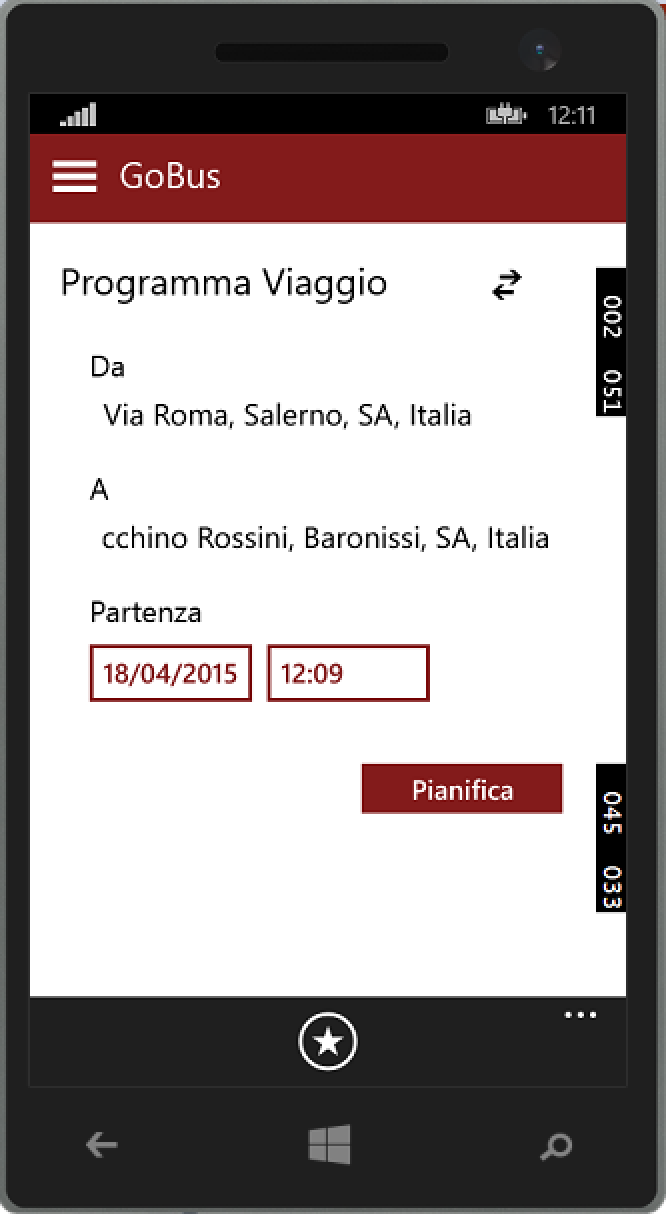 12:11
GoBus
Programma Viaggio
002 051
Da
Via Roma, Salerno, SA, Italia
A
cchino Rossini, Baronissi, SA, Italia
Partenza
18/04/2015 12:09
Pianifica
045 033